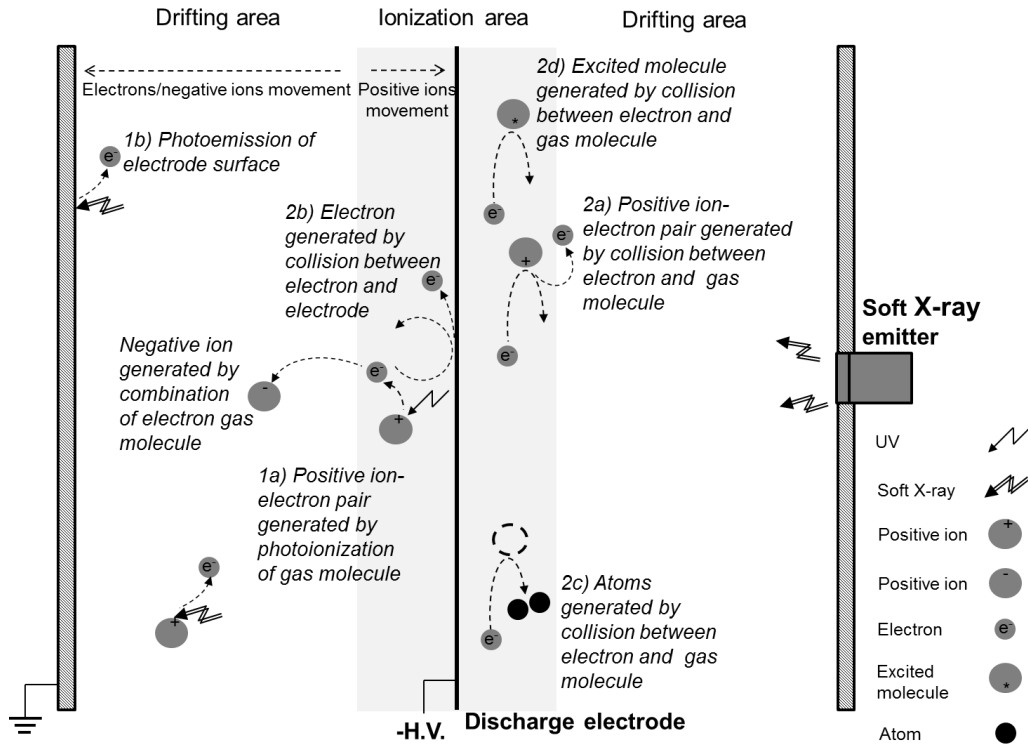 Drifting area
Ionization area
Drifting area
Electrons/negative ions movement
Positive ions
movement
1b) Photoemission of
electrode surface
e-
2d) Excited molecule
generated by collision
between electron and
gas molecule
*
e-
2b) Electron
generated by
collision between
electron and
electrode
e-
2a) Positive ion-
electron pair generated
by collision between
electron and gas
molecule
e-
+
e-
Negative ion
generated by
combination
of electron gas
molecule
-
e-
+
1a) Positive ion-
electron pair
generated by
photoionization
of gas molecule
e-
+
2c) Atoms
generated by
collision between
electron and gas
molecule
e-
-H.V.
Discharge electrode
Soft X-ray
emitter
UV
Soft X-ray
Positive ion
+
Positive ion
-
Electron
e-
Excited
molecule
*
Atom